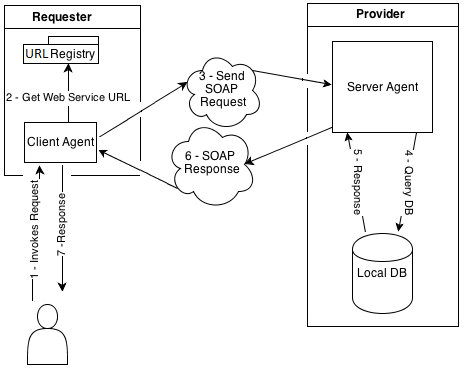 Requester
Provider
URL Registry
2 - Get Web Service URL
Client Agent
3 - Send
SOAP
Request
Server Agent
6 - SOAP
Response
1 - Invokes Request
7 -Response
5 - Response
4 - Query DB
Local DB